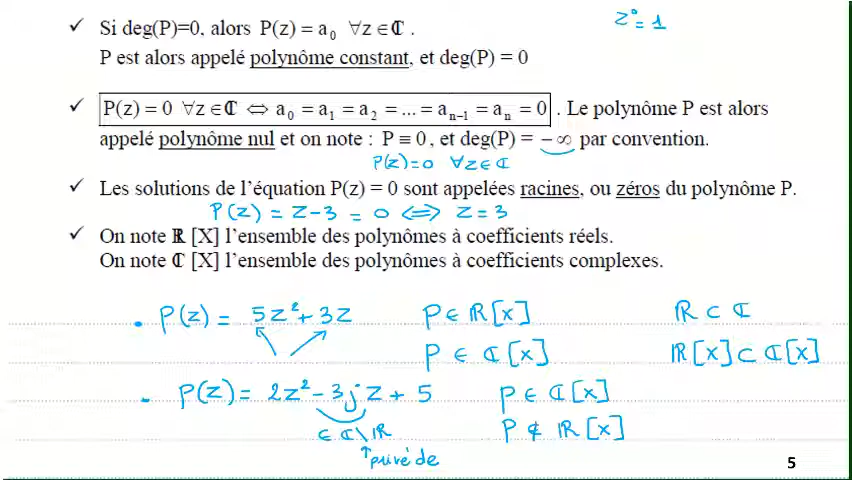 z⁰ = 1
✓ Si deg(P)=0, alors P(z) = a₀ ∀z ∈ ℂ .
P est alors appelé polynôme constant, et deg(P) = 0
✓ P(z) = 0 ∀z ∈ ℂ ⇔ a₀ = a₁ = a₂ = ... = aₙ₋₁ = aₙ = 0 . Le polynôme P est alors
appelé polynôme nul et on note : P ≡ 0 , et deg(P) = − ∞ par convention.
P(z)=0 ∀z∈ℂ
✓ Les solutions de l'équation P(z) = 0 sont appelées racines, ou zéros du polynôme P.
P(z) = z−3 = 0 ⇔ z = 3
✓ On note ℝ [X] l'ensemble des polynômes à coefficients réels.
On note ℂ [X] l'ensemble des polynômes à coefficients complexes.
• P(z) = 5z² + 3z P ∈ ℝ[x] ℝ ⊂ ℂ
P ∈ ℂ[x] ℝ[x] ⊂ ℂ[x]
• P(z) = 2z² − 3jz + 5 P ∈ ℂ[x]
∈ ℂ\ℝ P ∉ ℝ[x]
↑privé de
5